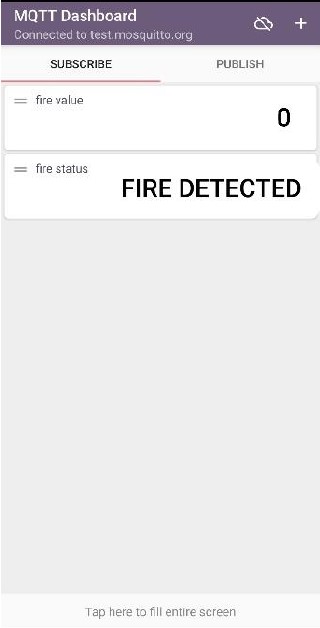 MQTT Dashboard
Connected to test.mosquitto.org
SUBSCRIBE PUBLISH
fire value
0
fire status
FIRE DETECTED
Tap here to fill entire screen